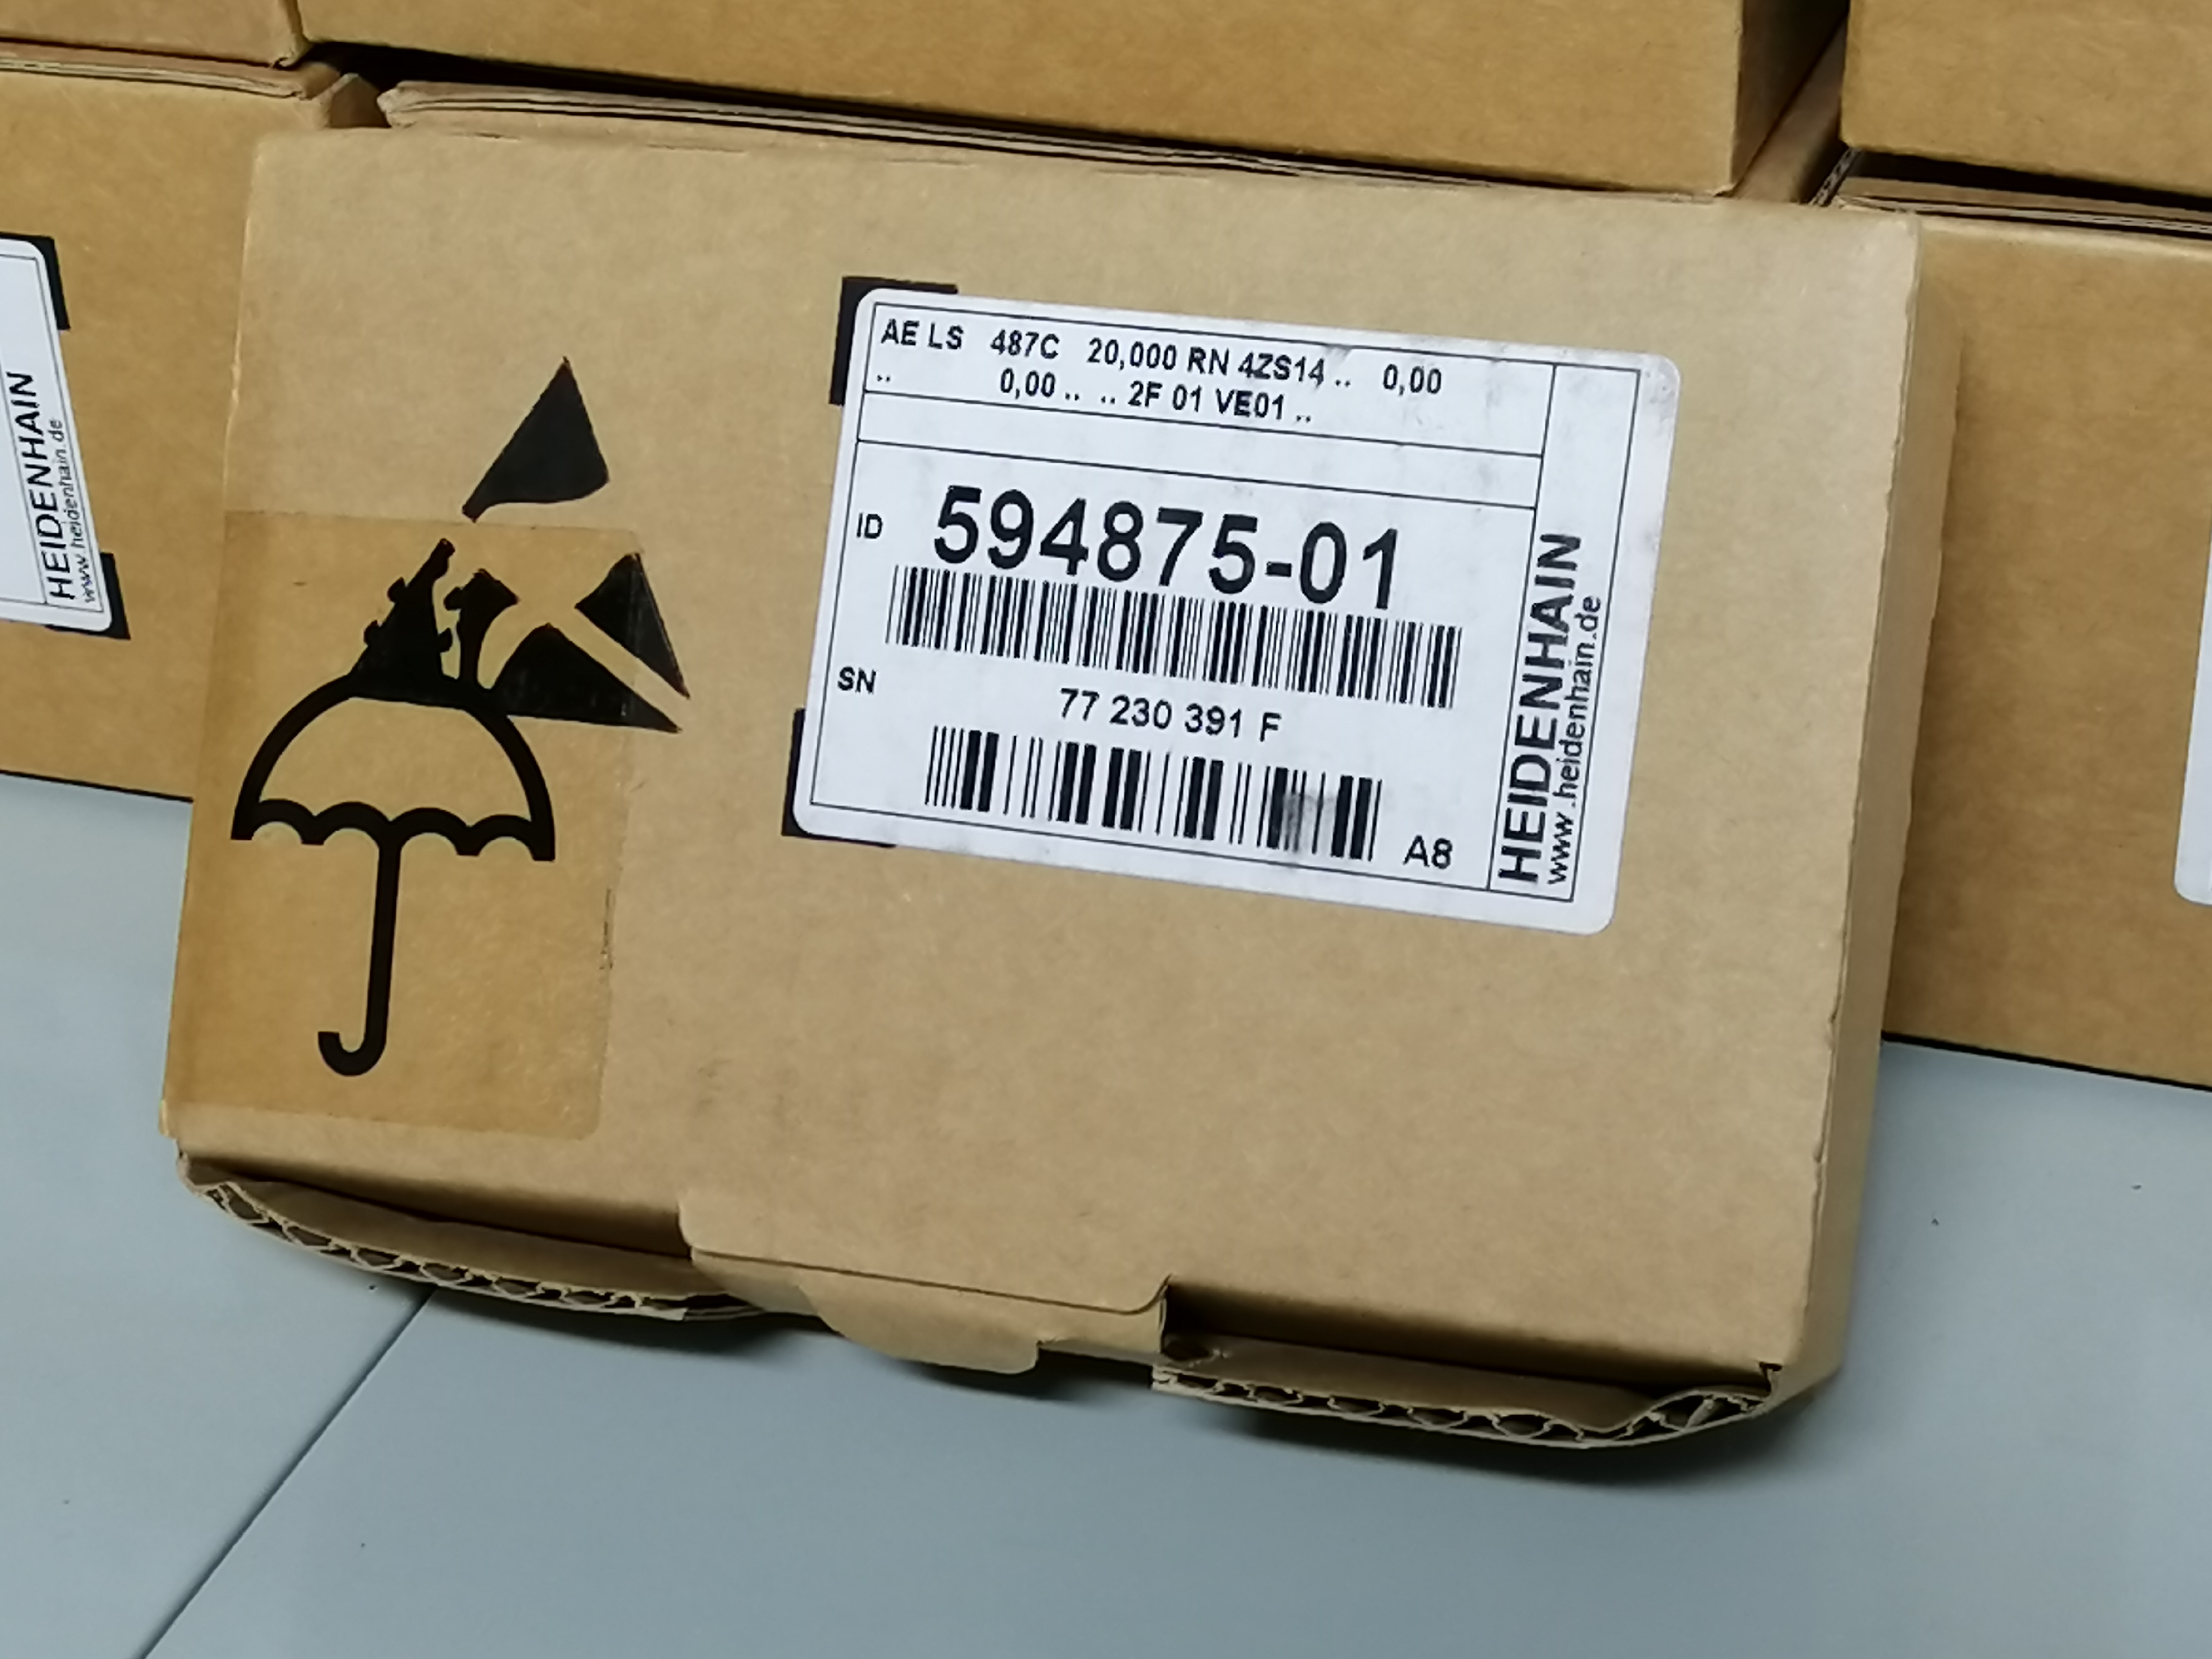 AE LS 487C 20,000 RN 4ZS14 .. 0,00
.. 0,00 .. .. 2F 01 VE01 ..
ID 594875-01
SN 77 230 391 F
A8
HEIDENHAIN
www.heidenhain.de
HEIDENHAIN
www.heidenhain.de